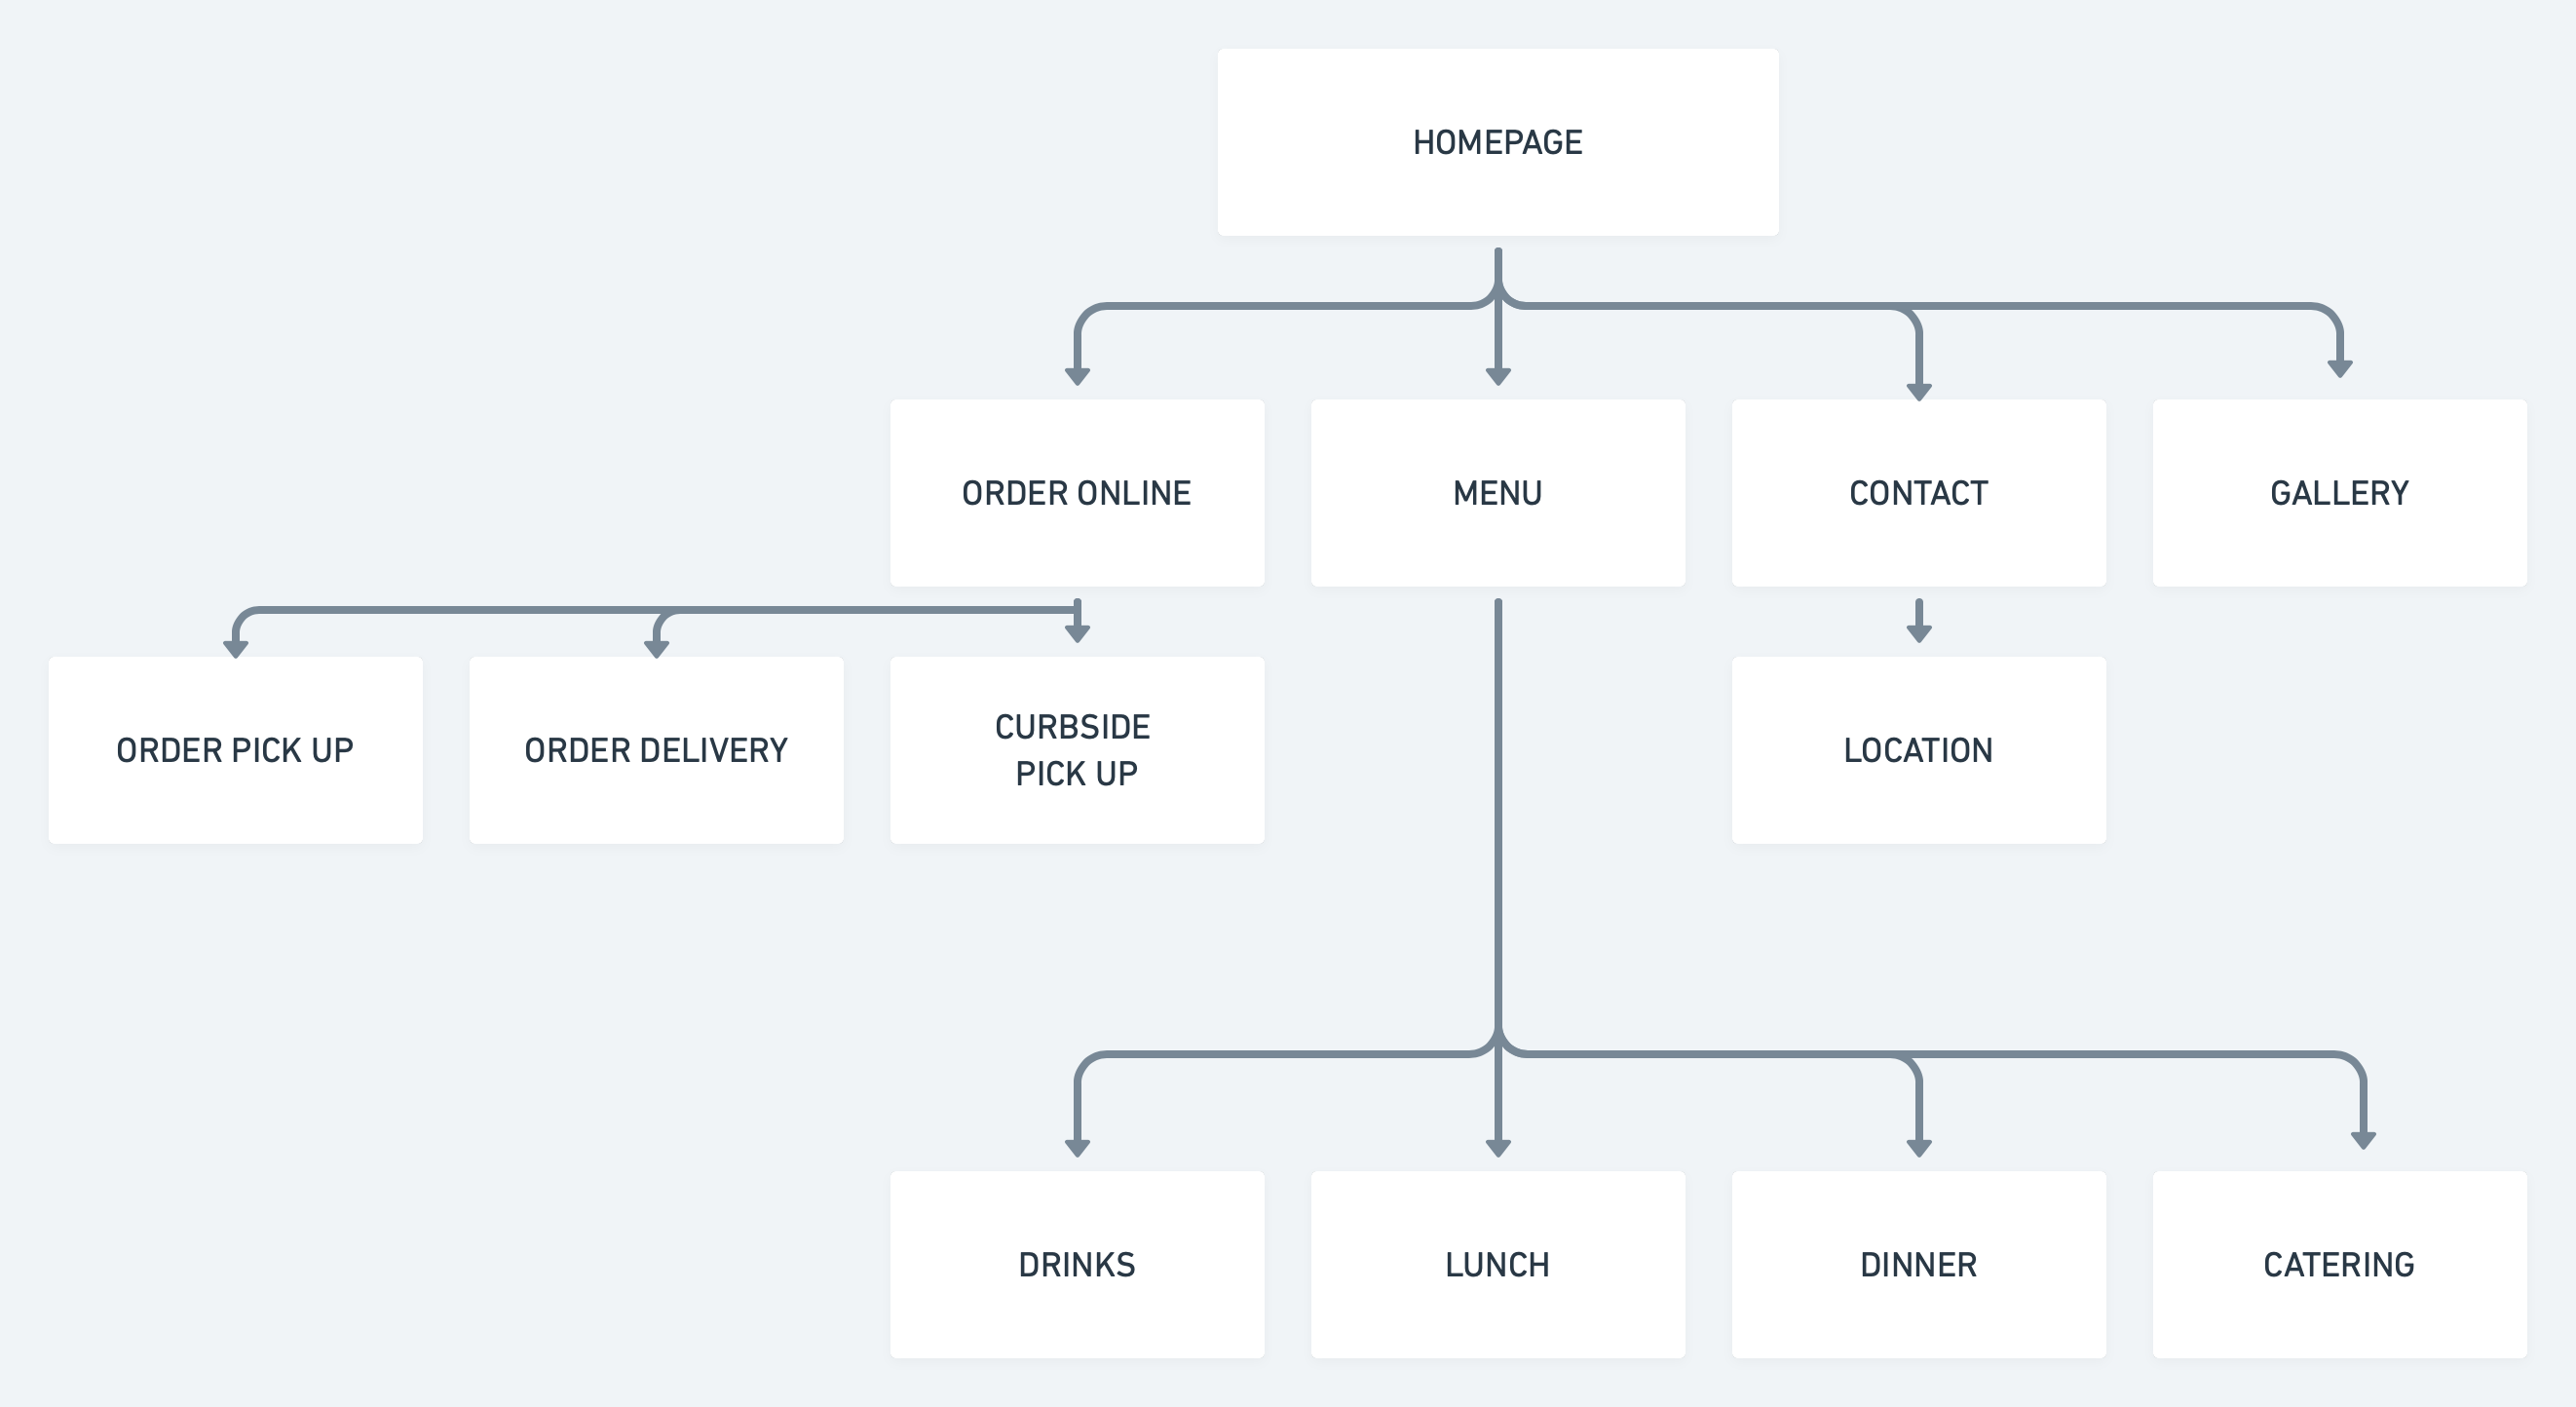 HOMEPAGE
ORDER ONLINE
MENU
CONTACT
GALLERY
ORDER PICK UP
ORDER DELIVERY
CURBSIDE
PICK UP
LOCATION
DRINKS
LUNCH
DINNER
CATERING